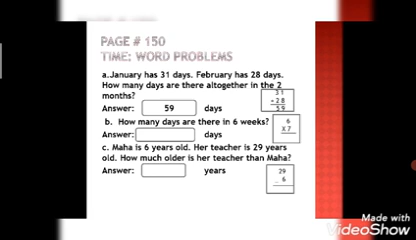 PAGE # 150
TIME: WORD PROBLEMS
a.January has 31 days. February has 28 days.
How many days are there altogether in the 2
months?
31
+ 28
59
Answer: 59 days
b. How many days are there in 6 weeks?
6
X 7
Answer: days
c. Maha is 6 years old. Her teacher is 29 years
old. How much older is her teacher than Maha?
29
_ 6
Answer: years
Made with
VideoShow